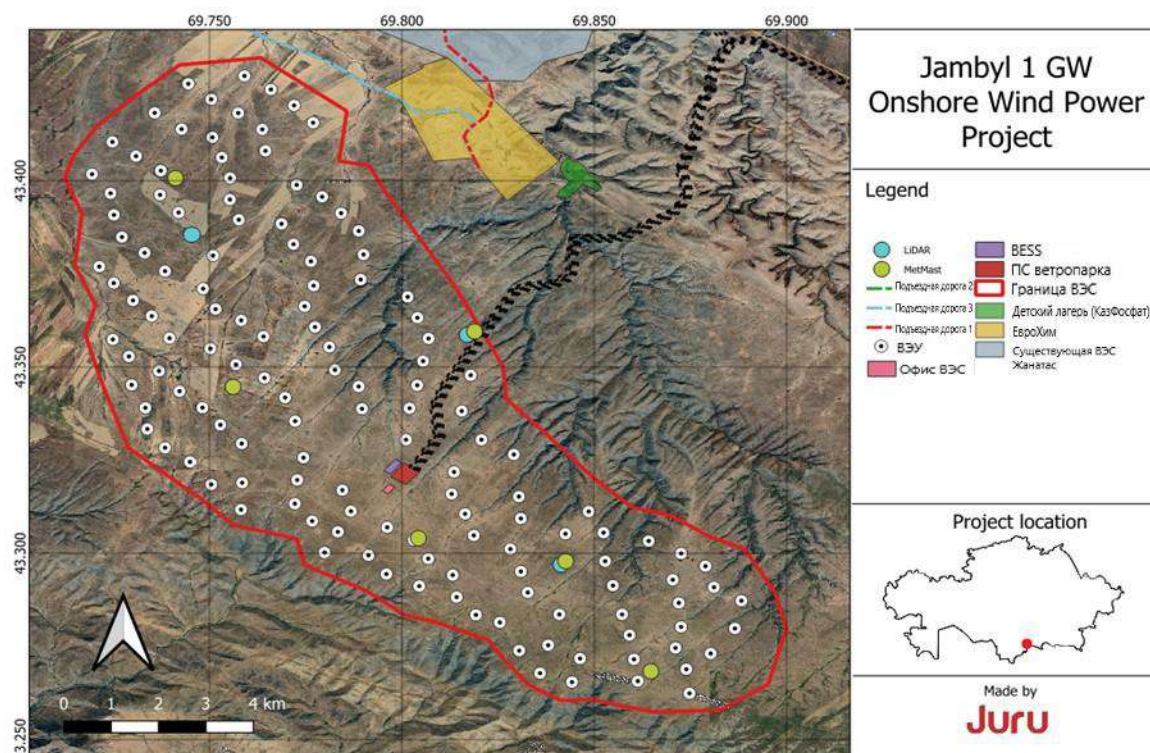 69.750 69.800 69.850 69.900
43.400
43.350
43.300
43.250
0 1 2 3 4 km
Jambyl 1 GW
Onshore Wind Power
Project
Legend
LiDAR
MetMast
Подъездная дорога 2
Подъездная дорога 3
Подъездная дорога 1
ВЭУ
Офис ВЭС
BESS
ПС ветропарка
Граница ВЭС
Детский лагерь (КазФосфат)
ЕвроХим
Существующая ВЭС
Жанатас
Project location
Made by
Juru